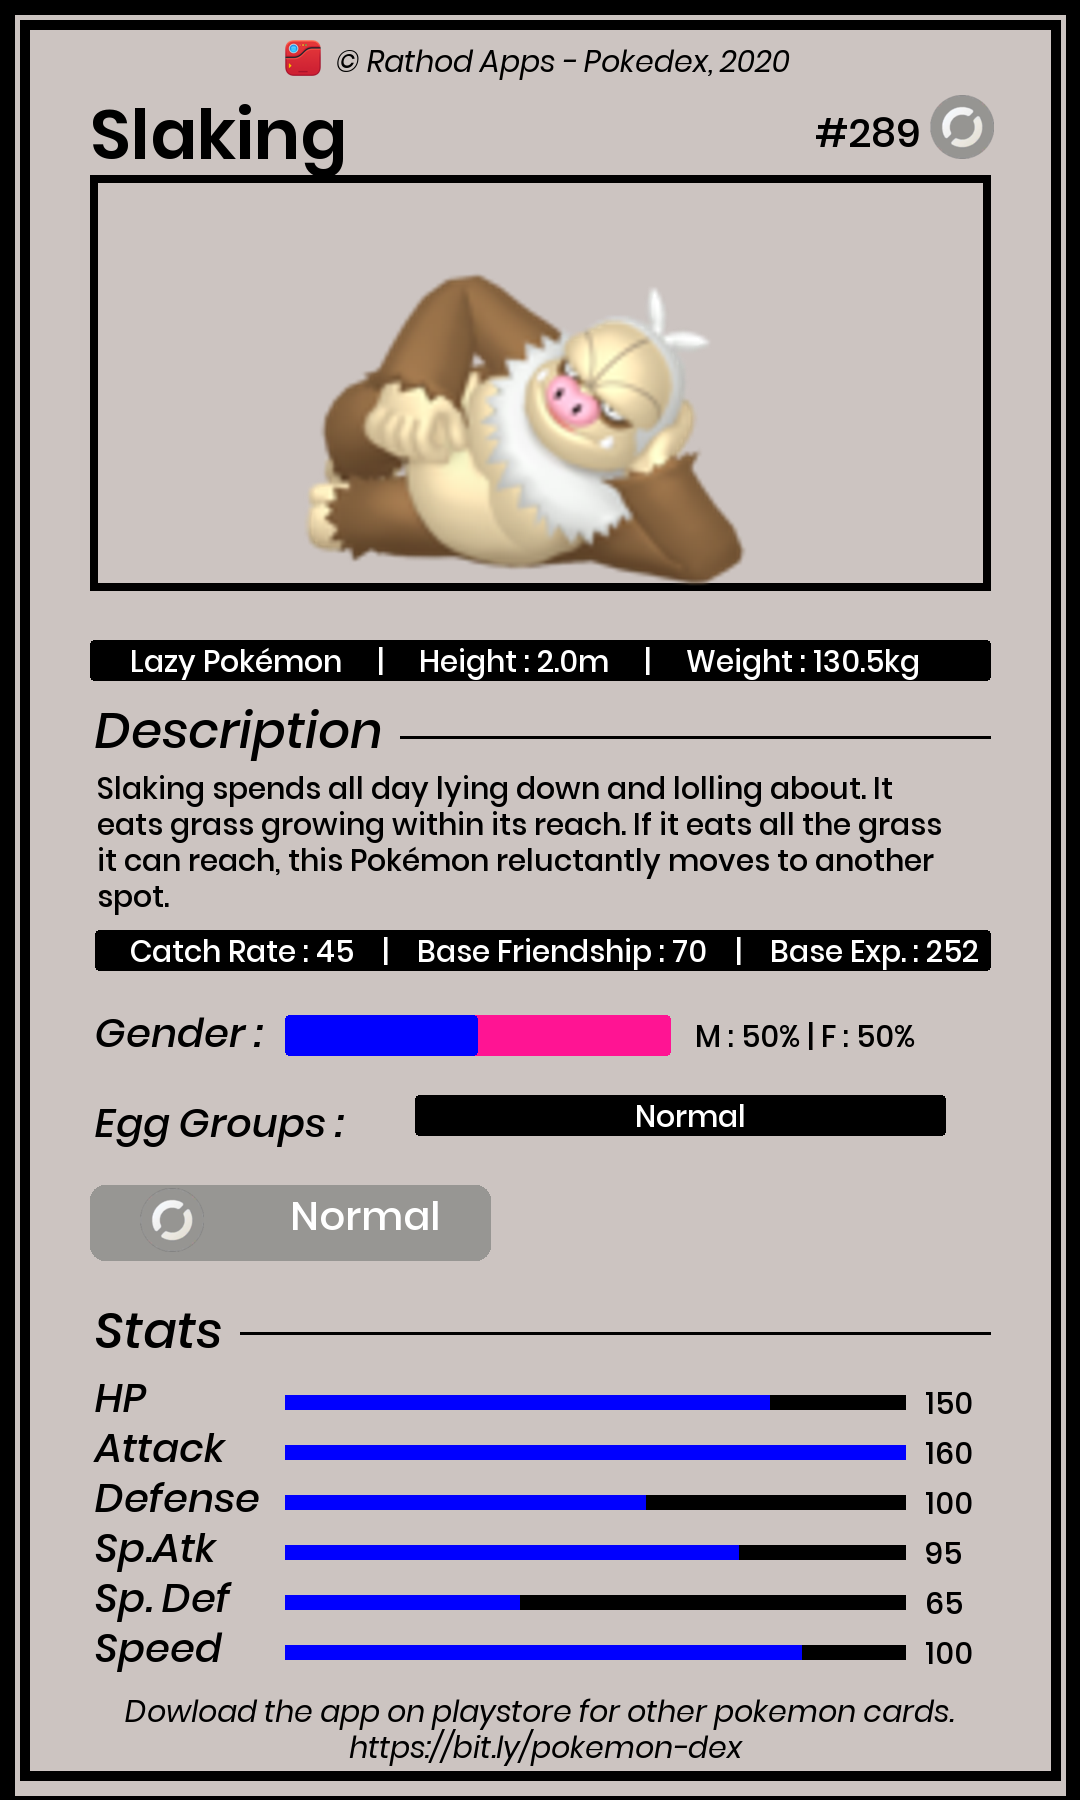 © Rathod Apps - Pokedex, 2020
Slaking
#289
Lazy Pokémon | Height : 2.0m | Weight : 130.5kg
Description
Slaking spends all day lying down and lolling about. It
eats grass growing within its reach. If it eats all the grass
it can reach, this Pokémon reluctantly moves to another
spot.
Catch Rate : 45 | Base Friendship : 70 | Base Exp. : 252
Gender : M : 50% | F : 50%
Egg Groups : Normal
Normal
Stats
HP 150
Attack 160
Defense 100
Sp.Atk 95
Sp. Def 65
Speed 100
Dowload the app on playstore for other pokemon cards.
https://bit.ly/pokemon-dex